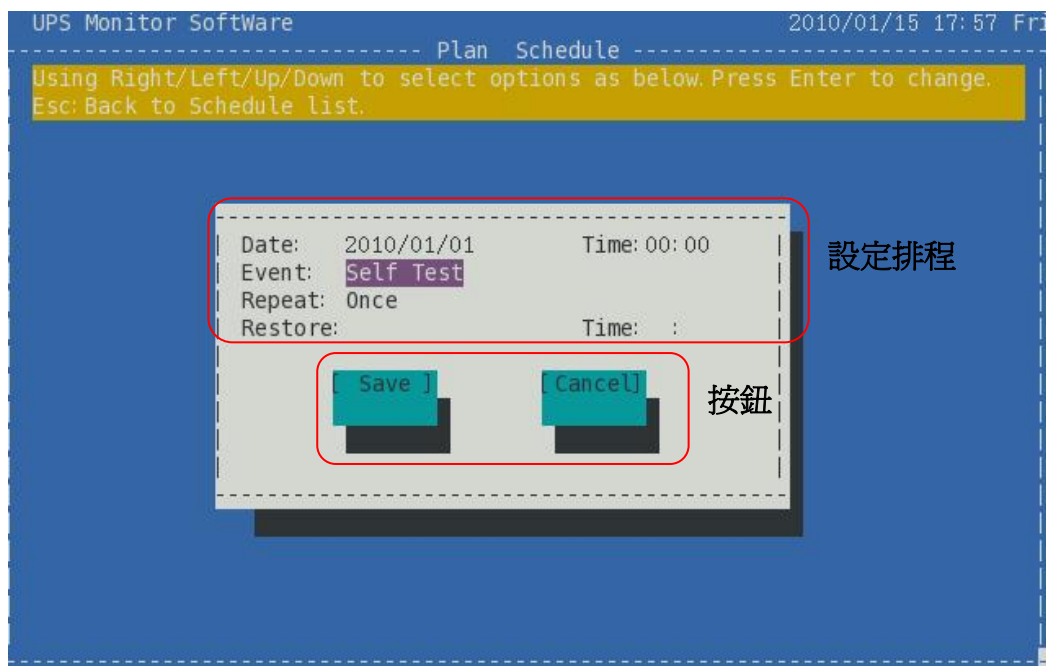 UPS Monitor SoftWare 2010/01/15 17:57 Fri
Plan Schedule
Using Right/Left/Up/Down to select options as below. Press Enter to change.
Esc: Back to Schedule list.
Date: 2010/01/01 Time: 00:00
Event: Self Test
Repeat: Once
Restore: Time: :
設定排程
[ Save ] [Cancel]
按鈕